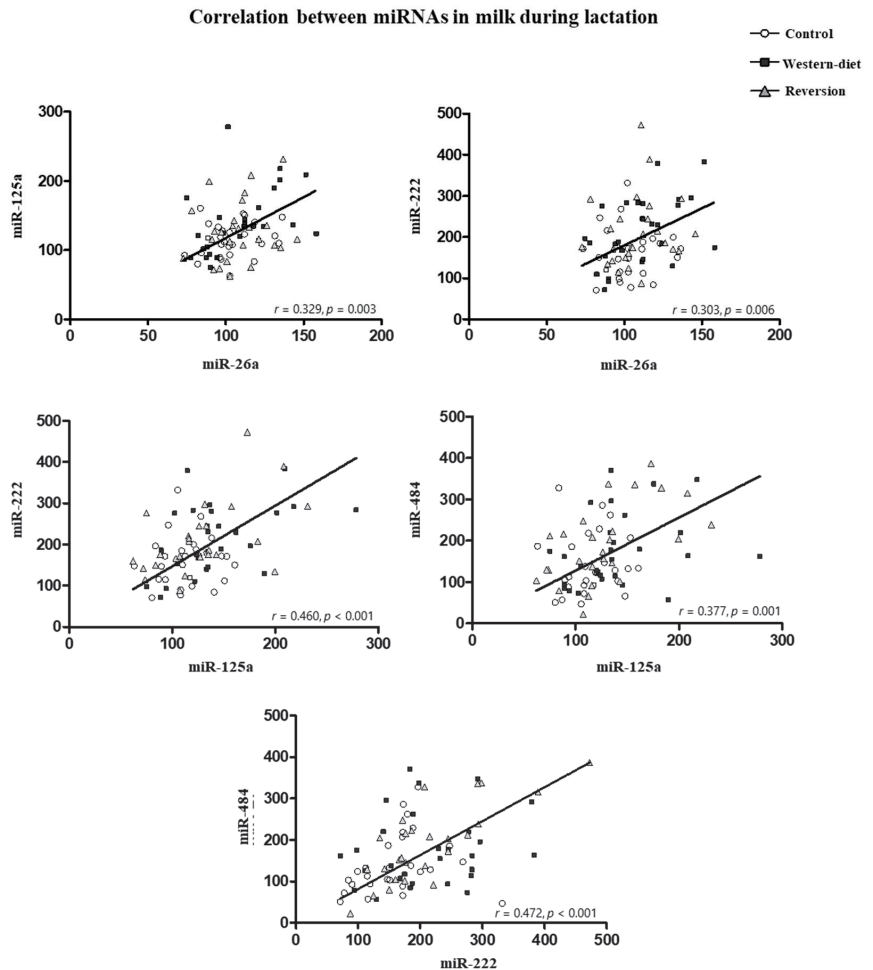 Correlation between miRNAs in milk during lactation
Control
Western-diet
Reversion
300
200
100
0
miR-125a
r = 0.329, p = 0.003
0 50 100 150 200
miR-26a
500
400
300
200
100
0
miR-222
r = 0.303, p = 0.006
0 50 100 150 200
miR-26a
500
400
300
200
100
0
miR-222
r = 0.460, p < 0.001
0 100 200 300
miR-125a
500
400
300
200
100
0
miR-484
r = 0.377, p = 0.001
0 100 200 300
miR-125a
500
400
300
200
100
0
miR-484
r = 0.472, p < 0.001
0 100 200 300 400 500
miR-222